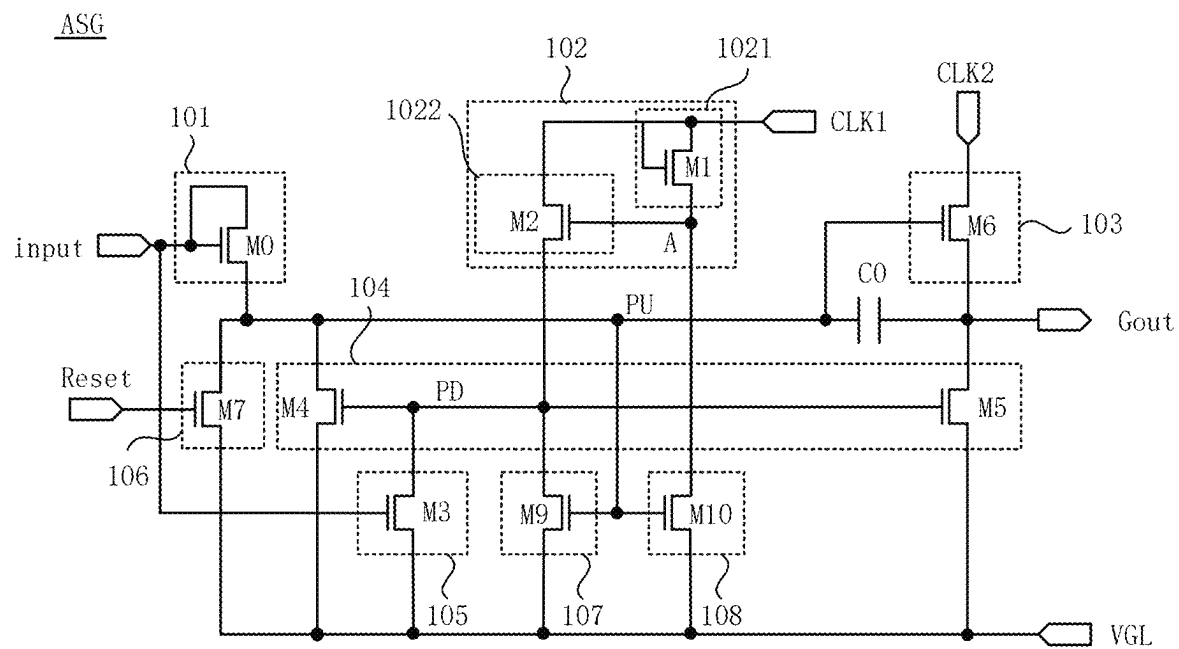 ASG
102
1021
CLK2
1022
101
CLK1
M1
M2
M6
input
M0
A
103
104
PU
C0
Gout
Reset
PD
M7
M4
M5
106
M3
M9
M10
105
107
108
VGL